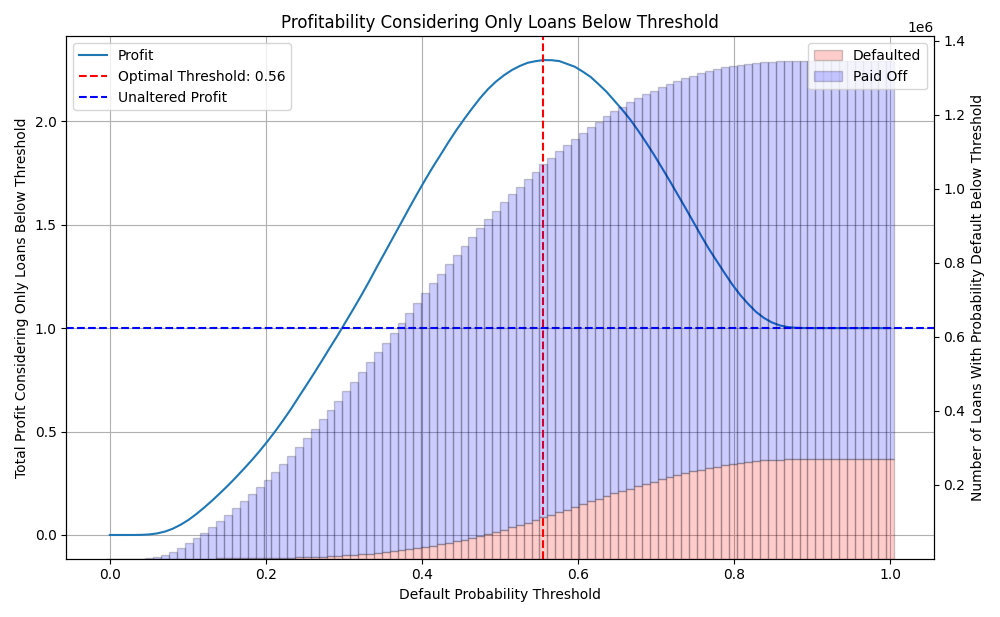 Profitability Considering Only Loans Below Threshold
1e6
Profit
Optimal Threshold: 0.56
Unaltered Profit
Defaulted
Paid Off
Total Profit Considering Only Loans Below Threshold
2.0
1.5
1.0
0.5
0.0
1.4
1.2
1.0
0.8
0.6
0.4
0.2
Number of Loans With Probability Default Below Threshold
0.0 0.2 0.4 0.6 0.8 1.0
Default Probability Threshold